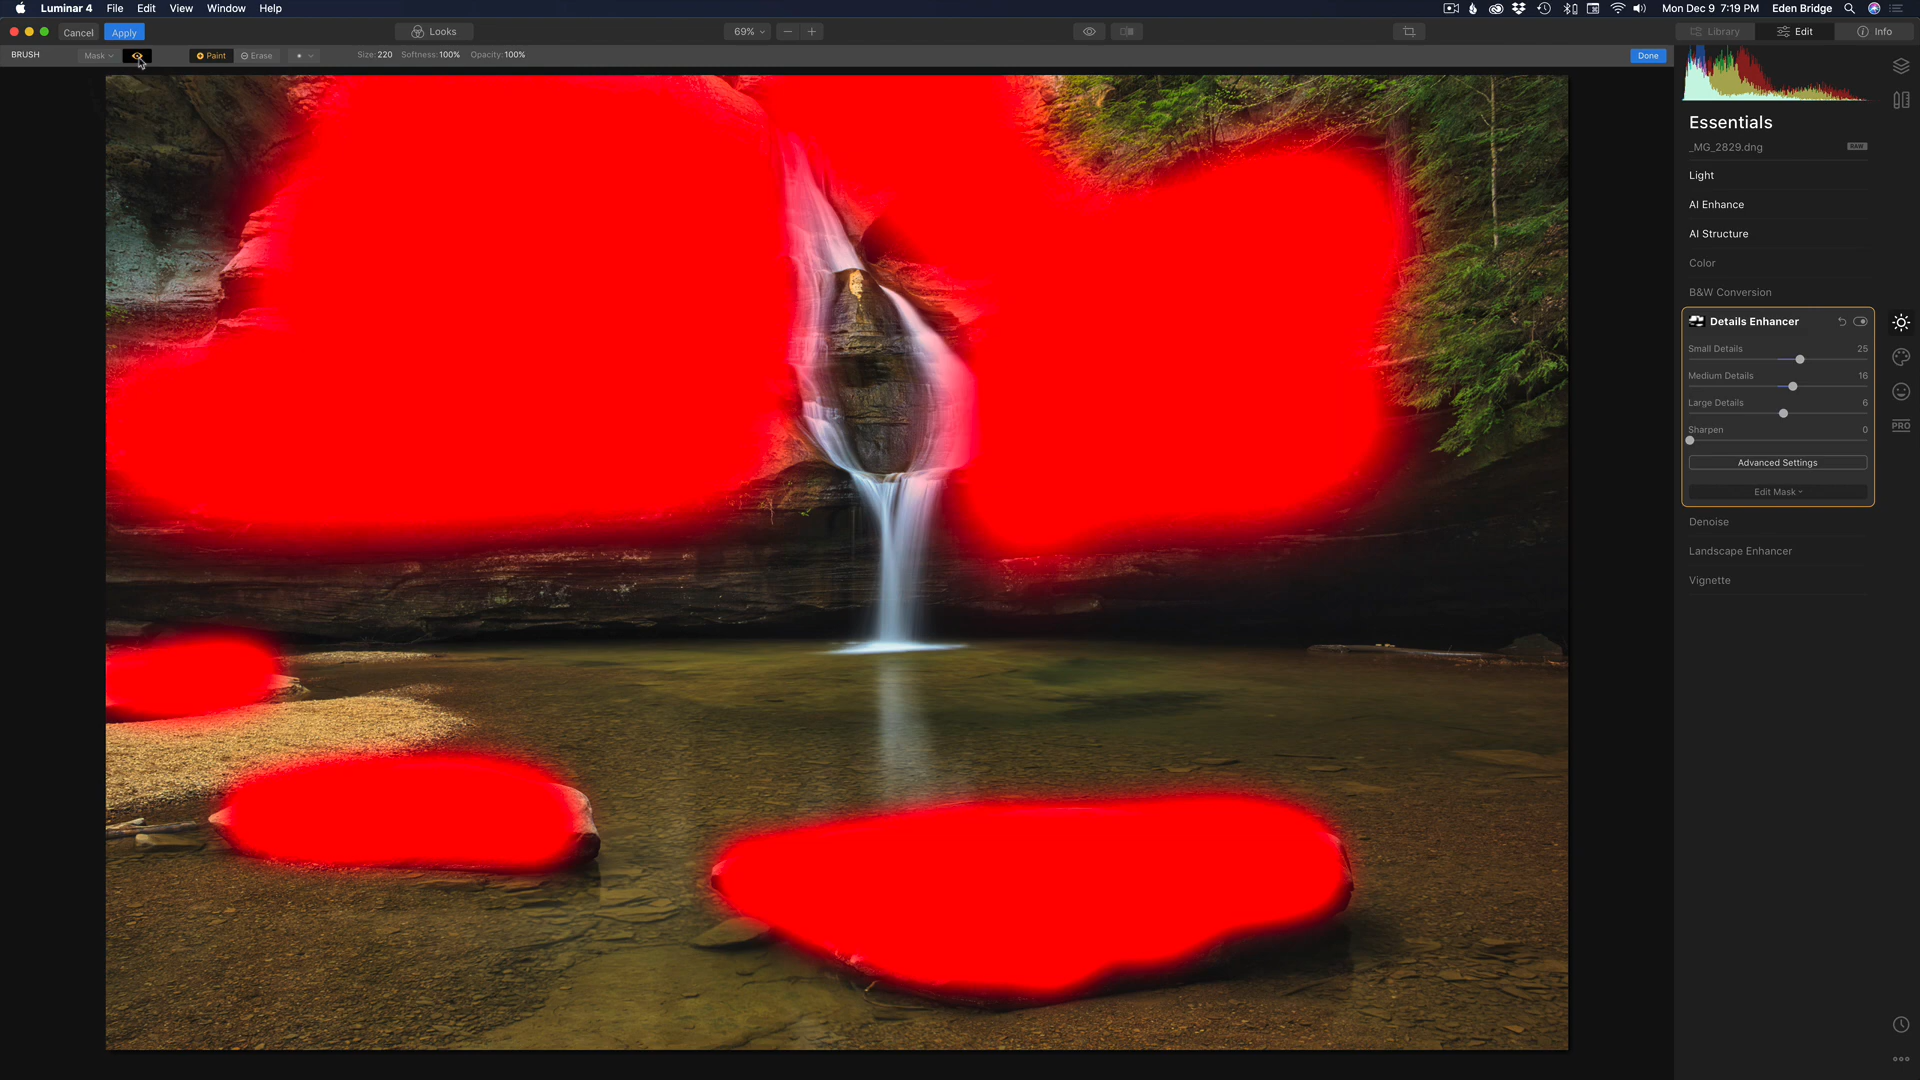 Luminar 4 File Edit View Window Help Mon Dec 9 7:19 PM Eden Bridge
Cancel Apply Looks 69% Library Edit Info
BRUSH Mask Paint Erase Size:220 Softness:100% Opacity:100% Done
Essentials
_MG_2829.dng RAW
Light
AI Enhance
AI Structure
Color
B&W Conversion
Details Enhancer
Small Details 25
Medium Details 16
Large Details 6
PRO
Sharpen 0
Advanced Settings
Edit Mask
Denoise
Landscape Enhancer
Vignette